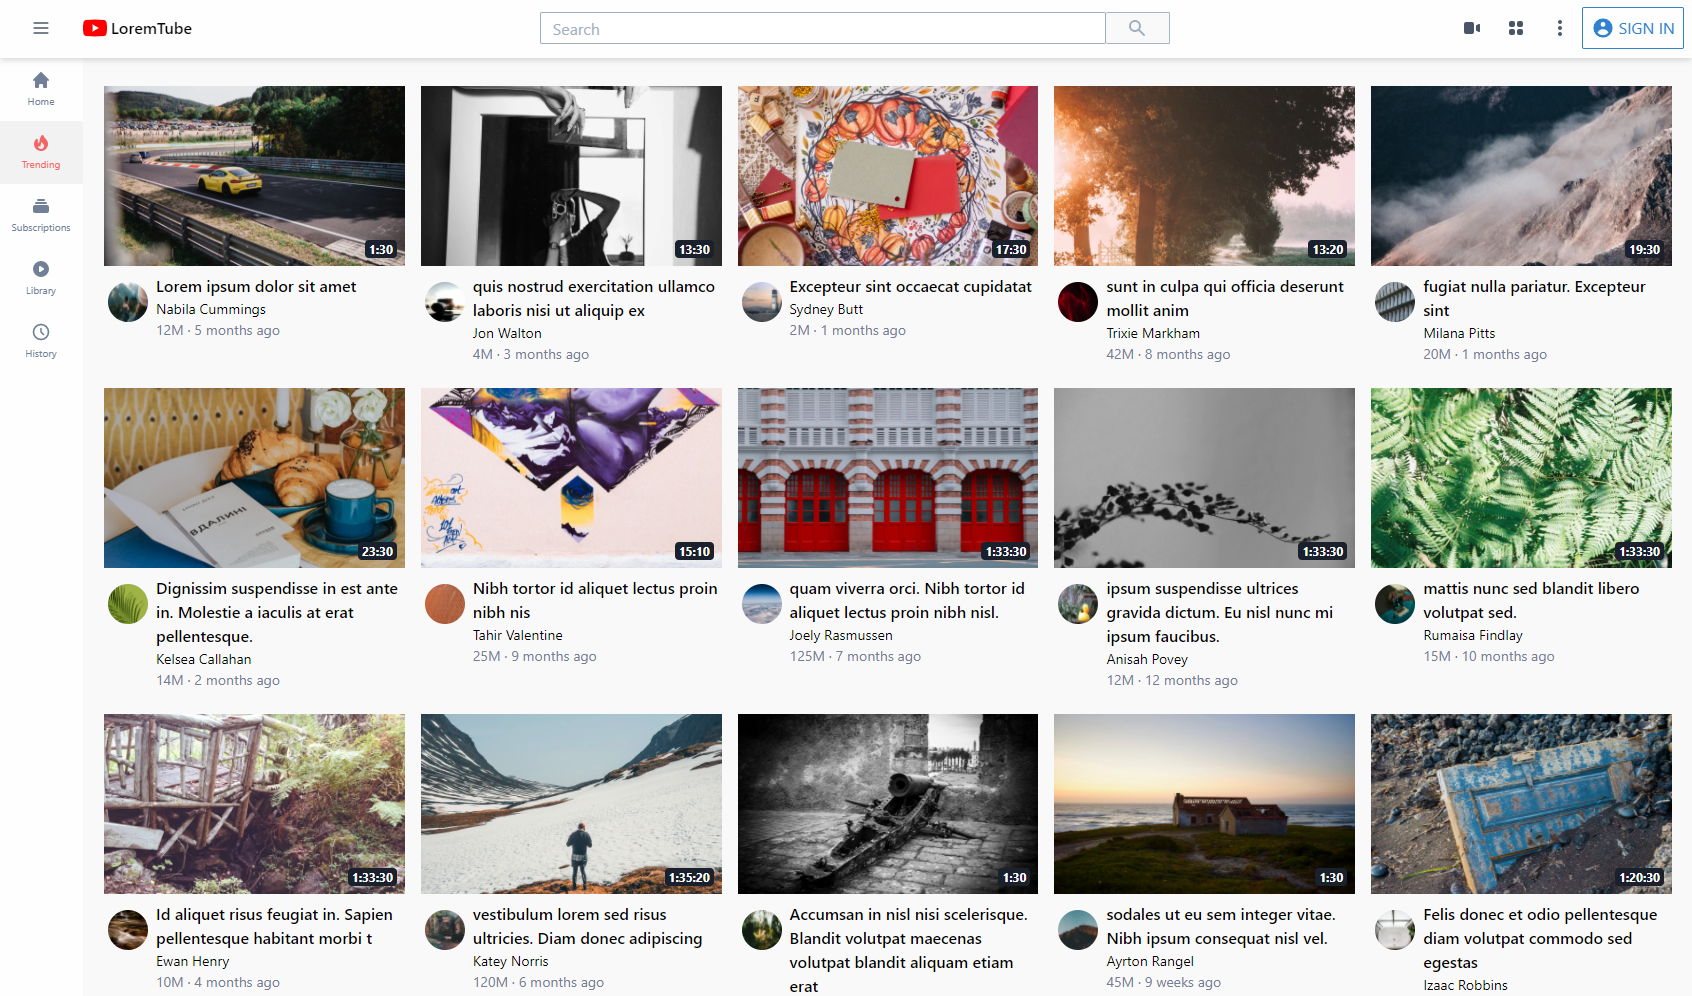 LoremTube
Search
SIGN IN
Home
Trending
Subscriptions
Library
History
1:30
13:30
17:30
13:20
19:30
Lorem ipsum dolor sit amet
Nabila Cummings
12M · 5 months ago
quis nostrud exercitation ullamco
laboris nisi ut aliquip ex
Jon Walton
4M · 3 months ago
Excepteur sint occaecat cupidatat
Sydney Butt
2M · 1 months ago
sunt in culpa qui officia deserunt
mollit anim
Trixie Markham
42M · 8 months ago
fugiat nulla pariatur. Excepteur
sint
Milana Pitts
20M · 1 months ago
ВДАЛИНІ
23:30
15:10
1:33:30
1:33:30
1:33:30
Dignissim suspendisse in est ante
in. Molestie a iaculis at erat
pellentesque.
Kelsea Callahan
14M · 2 months ago
Nibh tortor id aliquet lectus proin
nibh nis
Tahir Valentine
25M · 9 months ago
quam viverra orci. Nibh tortor id
aliquet lectus proin nibh nisl.
Joely Rasmussen
125M · 7 months ago
ipsum suspendisse ultrices
gravida dictum. Eu nisl nunc mi
ipsum faucibus.
Anisah Povey
12M · 12 months ago
mattis nunc sed blandit libero
volutpat sed.
Rumaisa Findlay
15M · 10 months ago
1:33:30
1:35:20
1:30
1:30
1:20:30
Id aliquet risus feugiat in. Sapien
pellentesque habitant morbi t
Ewan Henry
10M · 4 months ago
vestibulum lorem sed risus
ultricies. Diam donec adipiscing
Katey Norris
120M · 6 months ago
Accumsan in nisl nisi scelerisque.
Blandit volutpat maecenas
volutpat blandit aliquam etiam
erat
sodales ut eu sem integer vitae.
Nibh ipsum consequat nisl vel.
Ayrton Rangel
45M · 9 weeks ago
Felis donec et odio pellentesque
diam volutpat commodo sed
egestas
Izaac Robbins